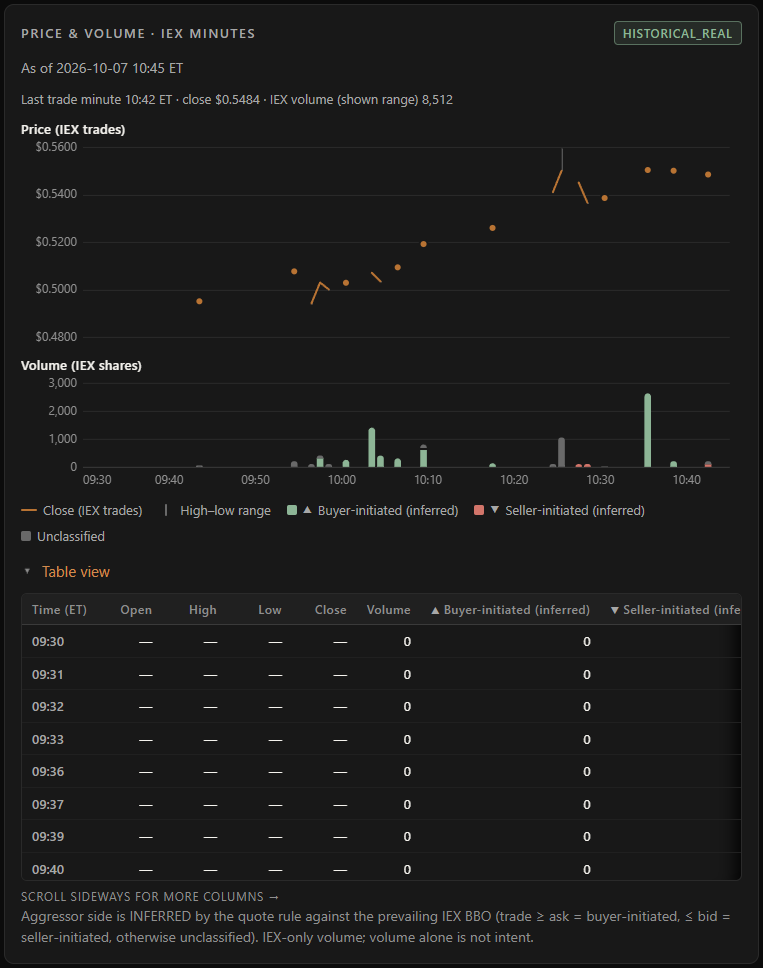 PRICE & VOLUME · IEX MINUTES
HISTORICAL_REAL
As of 2026-10-07 10:45 ET
Last trade minute 10:42 ET · close $0.5484 · IEX volume (shown range) 8,512
Price (IEX trades)
$0.5600
$0.5400
$0.5200
$0.5000
$0.4800
Volume (IEX shares)
3,000
2,000
1,000
0
09:30 09:40 09:50 10:00 10:10 10:20 10:30 10:40
Close (IEX trades) High–low range ▲ Buyer-initiated (inferred) ▼ Seller-initiated (inferred)
Unclassified
▼ Table view
Time (ET) Open High Low Close Volume ▲ Buyer-initiated (inferred) ▼ Seller-initiated (infe
09:30 — — — — 0 0
09:31 — — — — 0 0
09:32 — — — — 0 0
09:33 — — — — 0 0
09:36 — — — — 0 0
09:37 — — — — 0 0
09:39 — — — — 0 0
09:40 — — — — 0 0
SCROLL SIDEWAYS FOR MORE COLUMNS →
Aggressor side is INFERRED by the quote rule against the prevailing IEX BBO (trade ≥ ask = buyer-initiated, ≤ bid =
seller-initiated, otherwise unclassified). IEX-only volume; volume alone is not intent.